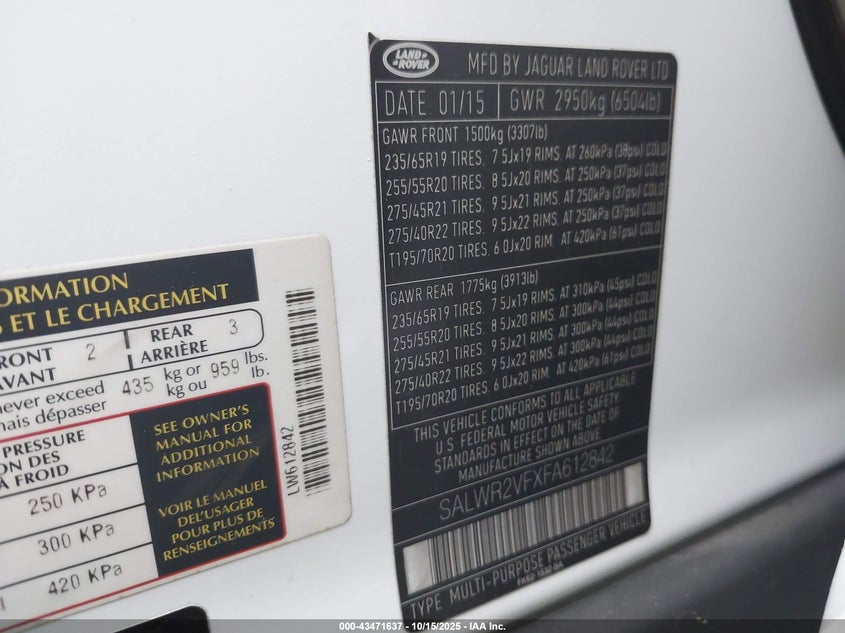 ORMATION
ET LE CHARGEMENT
RONT
AVANT
2
REAR
ARRIÈRE
3
never exceed
mais dépasser
435
kg or
kg ou
959
lbs.
lb.
PRESSURE
ON DES
À FROID
250 KPa
300 KPa
420 KPa
SEE OWNER'S
MANUAL FOR
ADDITIONAL
INFORMATION
VOIR LE MANUEL
DEL'USAGER
POUR PLUS DE
RENSEIGNEMENTS
LW612842
LAND
ROVER
MFD BY JAGUAR LAND ROVER LTD
DATE: 01/15 GWR 2950kg (6504lb)
GAWR FRONT 1500kg (3307lb)
235/65R19 TIRES. 7 5Jx19 RIMS. AT 260kPa (38psi) COLD
255/55R20 TIRES. 8 5Jx20 RIMS. AT 250kPa (37psi) COLD
275/45R21 TIRES. 9 5Jx21 RIMS. AT 250kPa (37psi) COLD
275/40R22 TIRES. 9 5Jx22 RIMS. AT 250kPa (37psi) COLD
T195/70R20 TIRES. 6 0Jx20 RIM. AT 420kPa (61psi) COLD
GAWR REAR 1775kg (3913lb)
235/65R19 TIRES. 7 5Jx19 RIMS. AT 310kPa (45psi) COLD
255/55R20 TIRES. 8 5Jx20 RIMS. AT 300kPa (44psi) COLD
275/45R21 TIRES. 9 5Jx21 RIMS. AT 300kPa (44psi) COLD
275/40R22 TIRES. 9 5Jx22 RIMS. AT 300kPa (44psi) COLD
T195/70R20 TIRES. 6 0Jx20 RIM. AT 420kPa (61psi) COLD
THIS VEHICLE CONFORMS TO ALL APPLICABLE
U.S. FEDERAL MOTOR VEHICLE SAFETY
STANDARDS IN EFFECT ON THE DATE OF
MANUFACTURE SHOWN ABOVE
SALWR2VFXFA612842
TYPE MULTI-PURPOSE PASSENGER VEHICLE
000--43471637 - 10/15/2025 - IAA Inc.